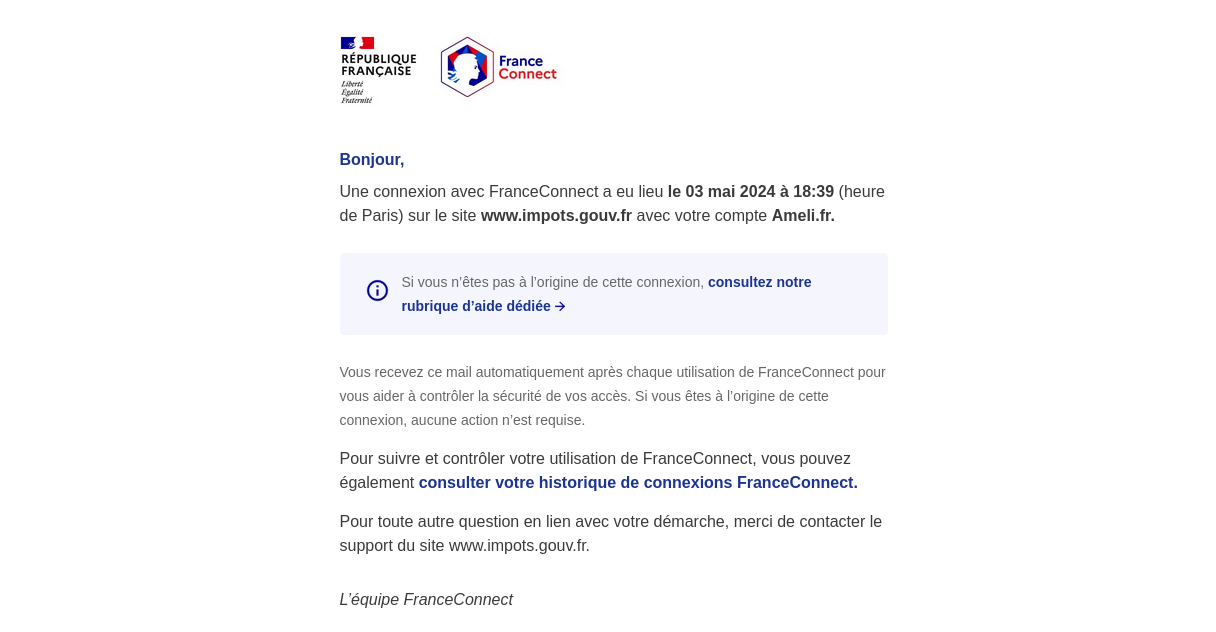 RÉPUBLIQUE
FRANÇAISE
Liberté
Égalité
Fraternité
France
Connect
Bonjour,
Une connexion avec FranceConnect a eu lieu le 03 mai 2024 à 18:39 (heure
de Paris) sur le site www.impots.gouv.fr avec votre compte Ameli.fr.
Si vous n’êtes pas à l’origine de cette connexion, consultez notre
rubrique d’aide dédiée →
Vous recevez ce mail automatiquement après chaque utilisation de FranceConnect pour
vous aider à contrôler la sécurité de vos accès. Si vous êtes à l’origine de cette
connexion, aucune action n’est requise.
Pour suivre et contrôler votre utilisation de FranceConnect, vous pouvez
également consulter votre historique de connexions FranceConnect.
Pour toute autre question en lien avec votre démarche, merci de contacter le
support du site www.impots.gouv.fr.
L’équipe FranceConnect